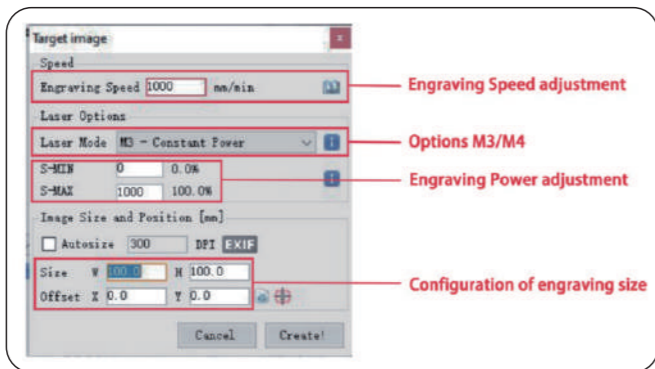 Target image
Speed
Engraving Speed 1000 mm/min
Engraving Speed adjustment
Laser Options
Laser Mode M3 - Constant Power
Options M3/M4
S-MIN 0 0.0%
S-MAX 1000 100.0%
Engraving Power adjustment
Image Size and Position [mm]
Autosize 300 DPI EXIF
Size W 100.0 H 100.0
Offset X 0.0 Y 0.0
Configuration of engraving size
Cancel Create!